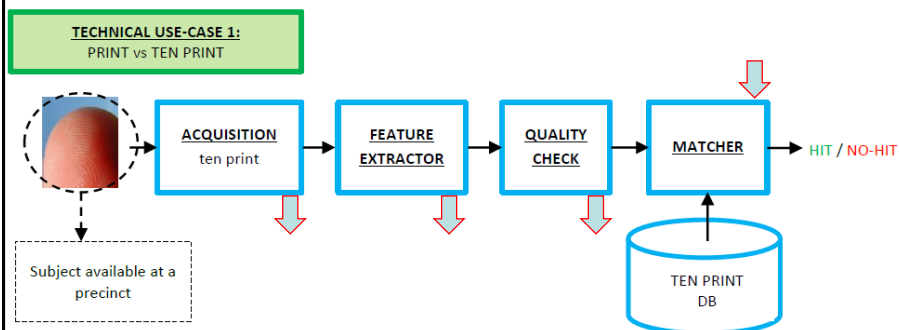 TECHNICAL USE-CASE 1:
PRINT vs TEN PRINT
ACQUISITION
ten print
FEATURE
EXTRACTOR
QUALITY
CHECK
MATCHER
HIT / NO-HIT
Subject available at a
precinct
TEN PRINT
DB